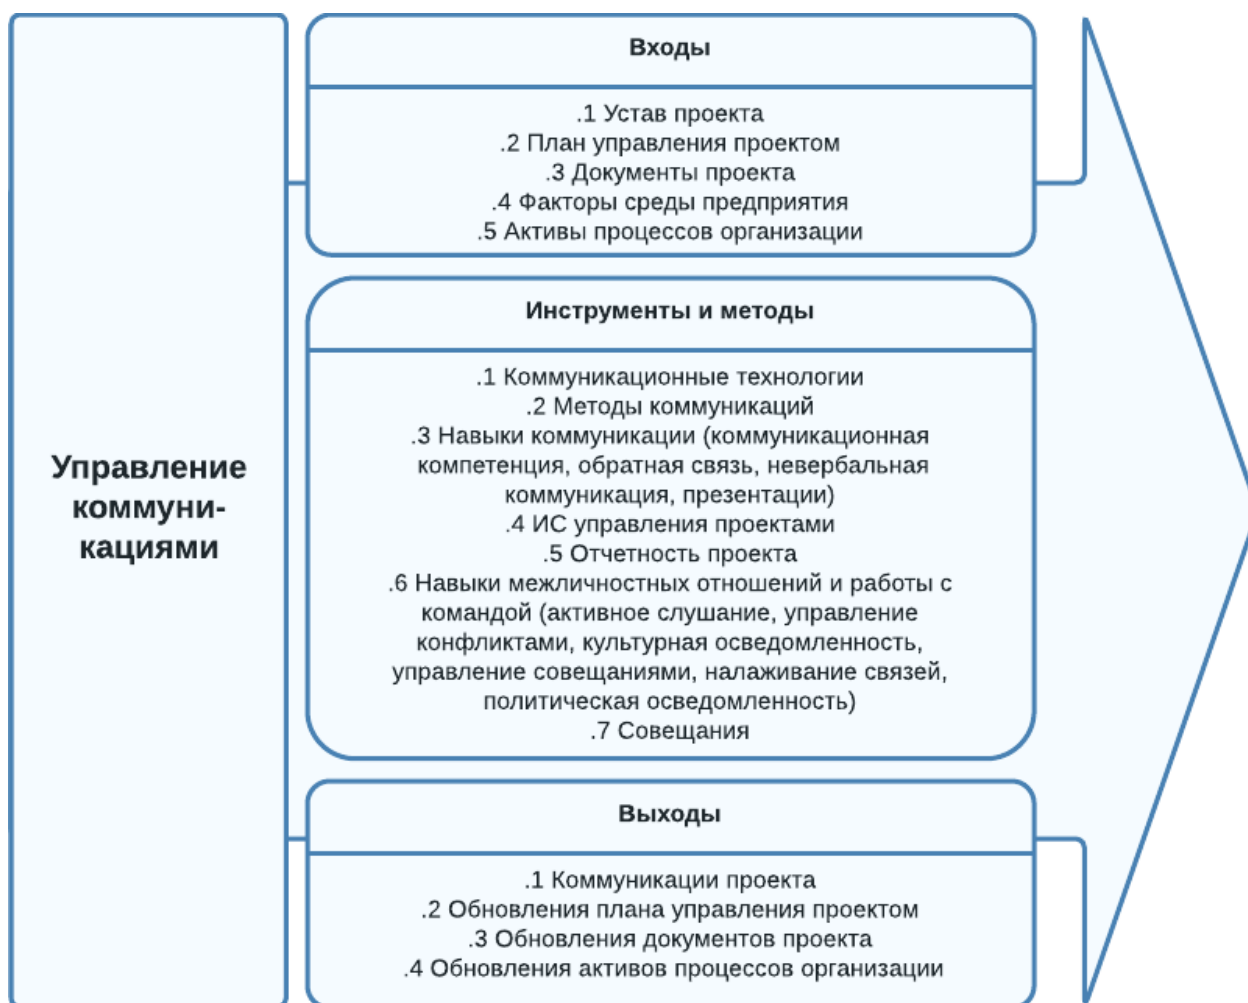 Управление
коммуни-
кациями
Входы
.1 Устав проекта
.2 План управления проектом
.3 Документы проекта
.4 Факторы среды предприятия
.5 Активы процессов организации
Инструменты и методы
.1 Коммуникационные технологии
.2 Методы коммуникаций
.3 Навыки коммуникации (коммуникационная
компетенция, обратная связь, невербальная
коммуникация, презентации)
.4 ИС управления проектами
.5 Отчетность проекта
.6 Навыки межличностных отношений и работы с
командой (активное слушание, управление
конфликтами, культурная осведомленность,
управление совещаниями, налаживание связей,
политическая осведомленность)
.7 Совещания
Выходы
.1 Коммуникации проекта
.2 Обновления плана управления проектом
.3 Обновления документов проекта
.4 Обновления активов процессов организации